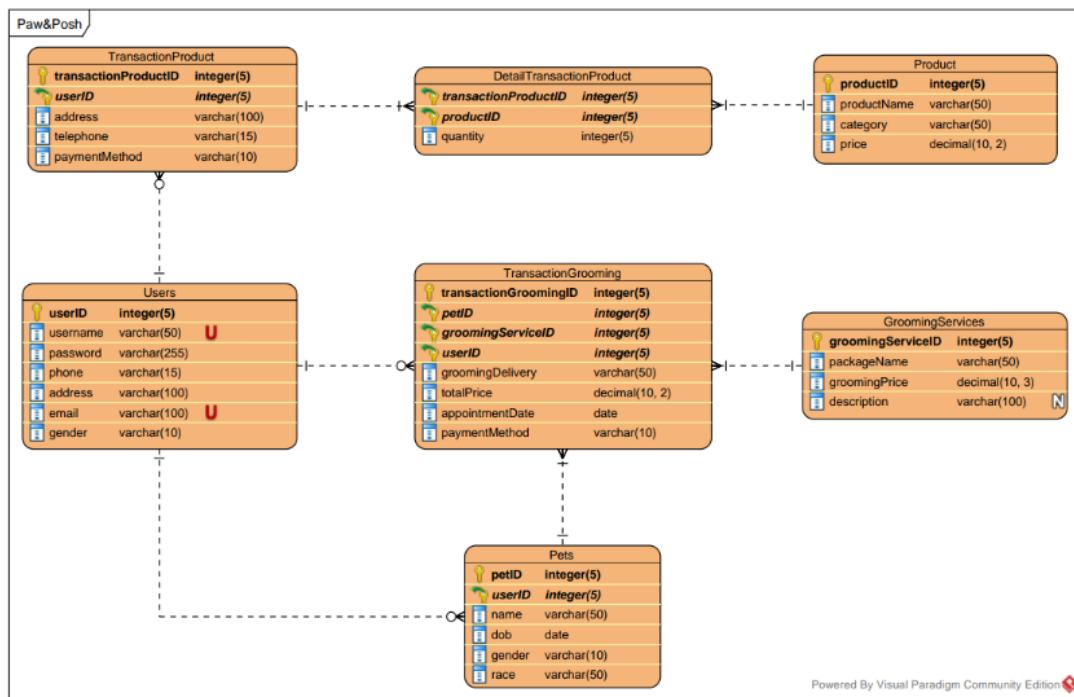 Paw&Posh
TransactionProduct
transactionProductID integer(5)
userID integer(5)
address varchar(100)
telephone varchar(15)
paymentMethod varchar(10)
DetailTransactionProduct
transactionProductID integer(5)
productID integer(5)
quantity integer(5)
Product
productID integer(5)
productName varchar(50)
category varchar(50)
price decimal(10, 2)
Users
userID integer(5)
username varchar(50) U
password varchar(255)
phone varchar(15)
address varchar(100)
email varchar(100) U
gender varchar(10)
TransactionGrooming
transactionGroomingID integer(5)
petID integer(5)
groomingServiceID integer(5)
userID integer(5)
groomingDelivery varchar(50)
totalPrice decimal(10, 2)
appointmentDate date
paymentMethod varchar(10)
GroomingServices
groomingServiceID integer(5)
packageName varchar(50)
groomingPrice decimal(10, 3)
description varchar(100) N
Pets
petID integer(5)
userID integer(5)
name varchar(50)
dob date
gender varchar(10)
race varchar(50)
Powered By Visual Paradigm Community Edition